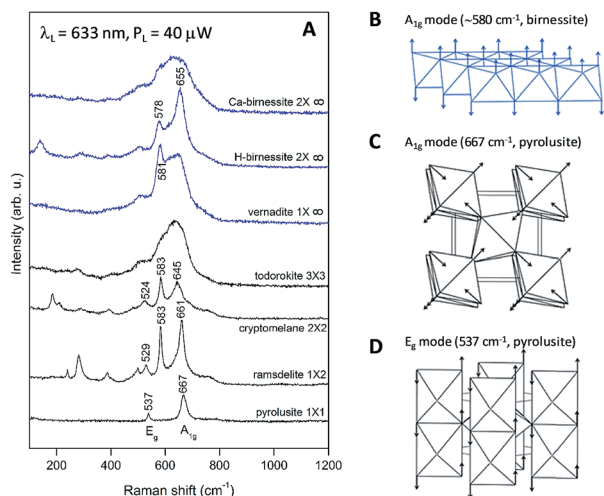 A
λL = 633 nm, PL = 40 µW
Intensity (arb. u.)
655
Ca-birnessite 2X ∞
578
H-birnessite 2X ∞
581
vernadite 1X ∞
todorokite 3X3
583
645
524
cryptomelane 2X2
583
661
529
ramsdelite 1X2
667
537
pyrolusite 1X1
Eg
A1g
200 400 600 800 1000 1200
Raman shift (cm-1)
B
A1g mode (~580 cm-1, birnessite)
C
A1g mode (667 cm-1, pyrolusite)
D
Eg mode (537 cm-1, pyrolusite)